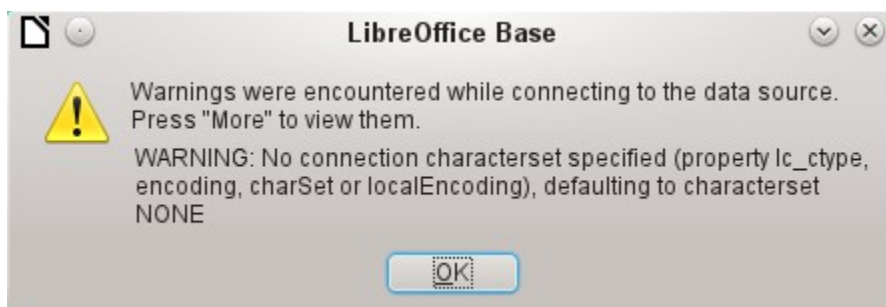 LibreOffice Base
Warnings were encountered while connecting to the data source.
Press "More" to view them.
WARNING: No connection characterset specified (property lc_ctype,
encoding, charSet or localEncoding), defaulting to characterset
NONE
OK